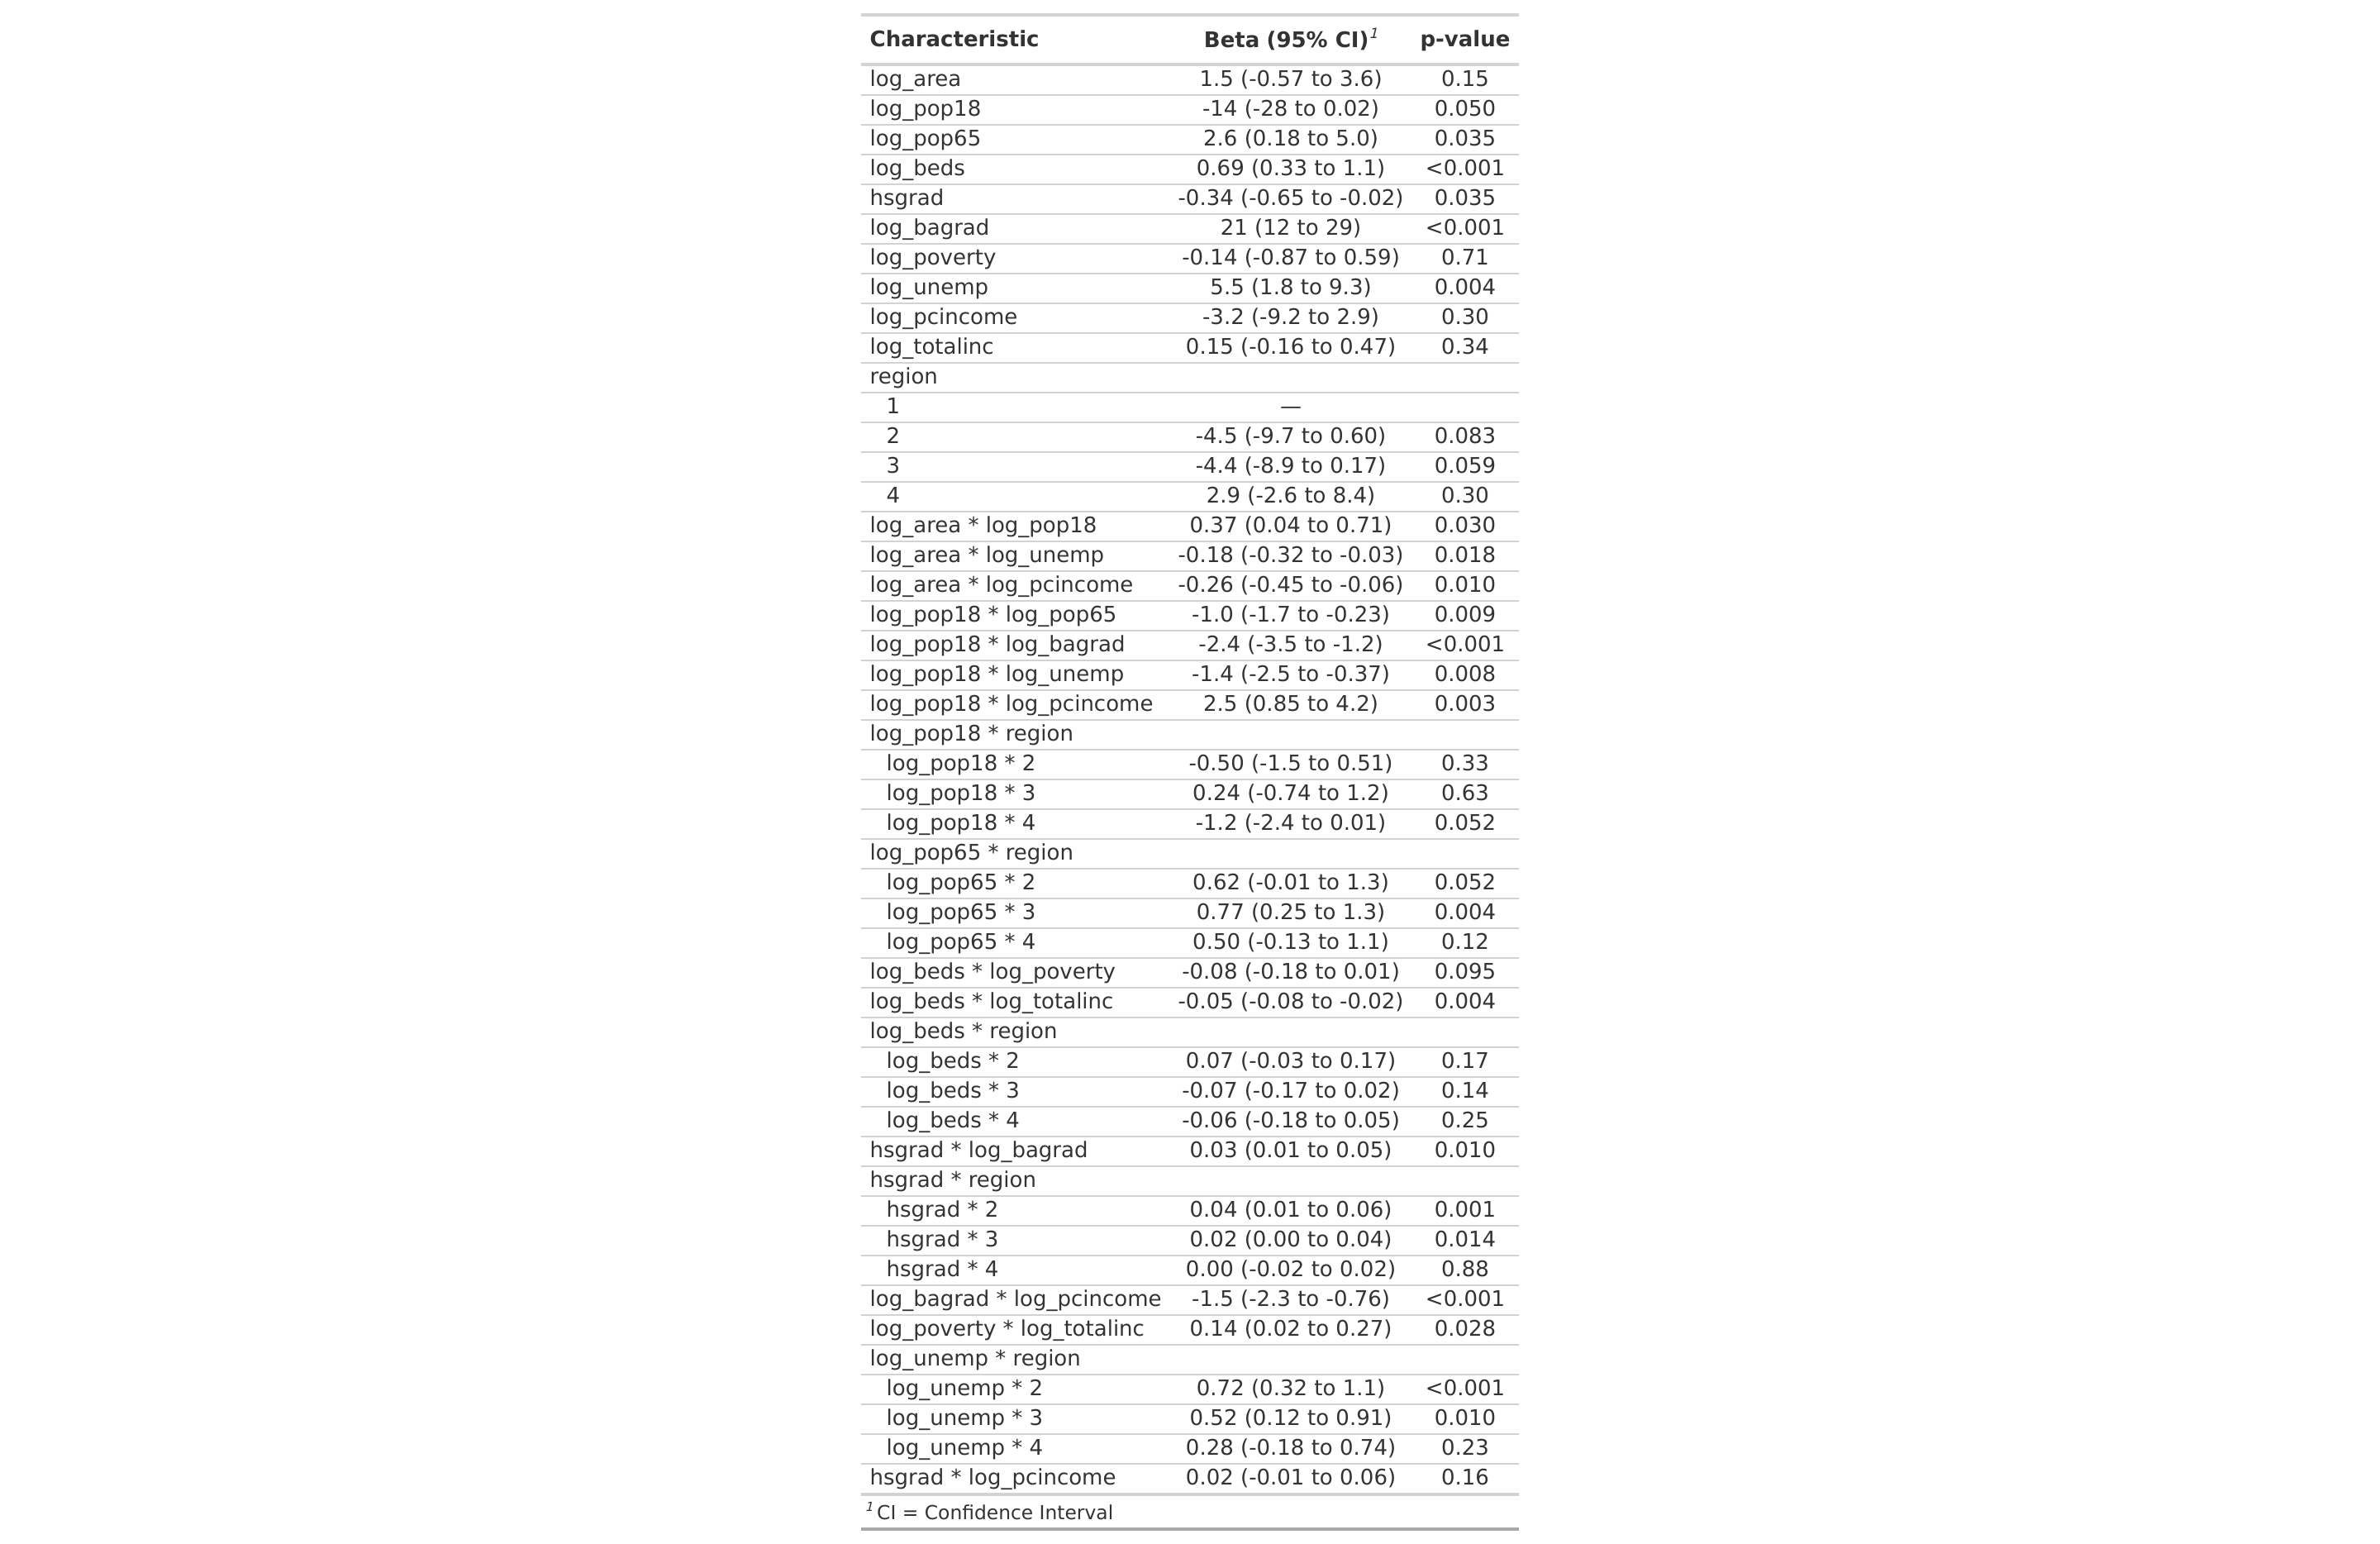 Characteristic Beta (95% CI)1 p-value
log_area 1.5 (-0.57 to 3.6) 0.15
log_pop18 -14 (-28 to 0.02) 0.050
log_pop65 2.6 (0.18 to 5.0) 0.035
log_beds 0.69 (0.33 to 1.1) <0.001
hsgrad -0.34 (-0.65 to -0.02) 0.035
log_bagrad 21 (12 to 29) <0.001
log_poverty -0.14 (-0.87 to 0.59) 0.71
log_unemp 5.5 (1.8 to 9.3) 0.004
log_pcincome -3.2 (-9.2 to 2.9) 0.30
log_totalinc 0.15 (-0.16 to 0.47) 0.34
region
1 —
2 -4.5 (-9.7 to 0.60) 0.083
3 -4.4 (-8.9 to 0.17) 0.059
4 2.9 (-2.6 to 8.4) 0.30
log_area * log_pop18 0.37 (0.04 to 0.71) 0.030
log_area * log_unemp -0.18 (-0.32 to -0.03) 0.018
log_area * log_pcincome -0.26 (-0.45 to -0.06) 0.010
log_pop18 * log_pop65 -1.0 (-1.7 to -0.23) 0.009
log_pop18 * log_bagrad -2.4 (-3.5 to -1.2) <0.001
log_pop18 * log_unemp -1.4 (-2.5 to -0.37) 0.008
log_pop18 * log_pcincome 2.5 (0.85 to 4.2) 0.003
log_pop18 * region
log_pop18 * 2 -0.50 (-1.5 to 0.51) 0.33
log_pop18 * 3 0.24 (-0.74 to 1.2) 0.63
log_pop18 * 4 -1.2 (-2.4 to 0.01) 0.052
log_pop65 * region
log_pop65 * 2 0.62 (-0.01 to 1.3) 0.052
log_pop65 * 3 0.77 (0.25 to 1.3) 0.004
log_pop65 * 4 0.50 (-0.13 to 1.1) 0.12
log_beds * log_poverty -0.08 (-0.18 to 0.01) 0.095
log_beds * log_totalinc -0.05 (-0.08 to -0.02) 0.004
log_beds * region
log_beds * 2 0.07 (-0.03 to 0.17) 0.17
log_beds * 3 -0.07 (-0.17 to 0.02) 0.14
log_beds * 4 -0.06 (-0.18 to 0.05) 0.25
hsgrad * log_bagrad 0.03 (0.01 to 0.05) 0.010
hsgrad * region
hsgrad * 2 0.04 (0.01 to 0.06) 0.001
hsgrad * 3 0.02 (0.00 to 0.04) 0.014
hsgrad * 4 0.00 (-0.02 to 0.02) 0.88
log_bagrad * log_pcincome -1.5 (-2.3 to -0.76) <0.001
log_poverty * log_totalinc 0.14 (0.02 to 0.27) 0.028
log_unemp * region
log_unemp * 2 0.72 (0.32 to 1.1) <0.001
log_unemp * 3 0.52 (0.12 to 0.91) 0.010
log_unemp * 4 0.28 (-0.18 to 0.74) 0.23
hsgrad * log_pcincome 0.02 (-0.01 to 0.06) 0.16
1 CI = Confidence Interval